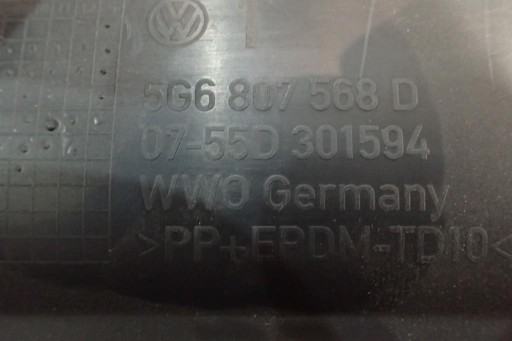 5G6 807 568 D
07-55D 301594
WWO Germany
>PP+EPDM-TD10<